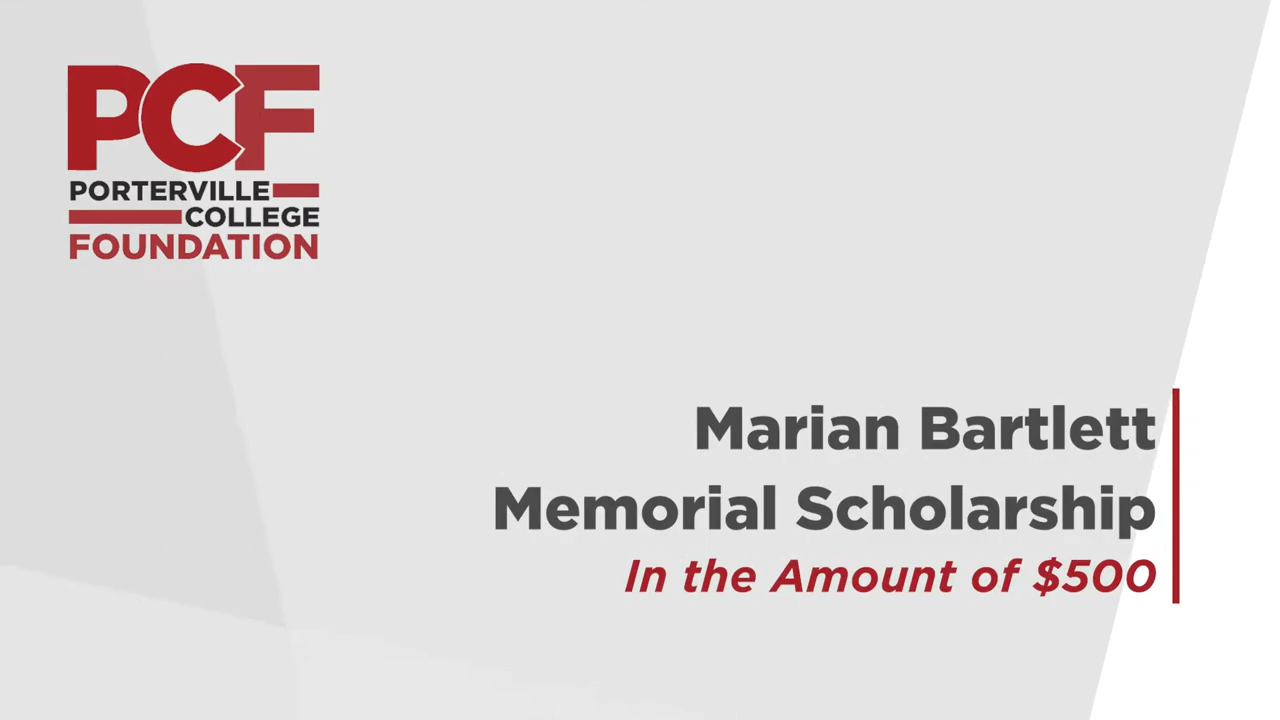 PCF
PORTERVILLE
COLLEGE
FOUNDATION
Marian Bartlett
Memorial Scholarship
In the Amount of $500